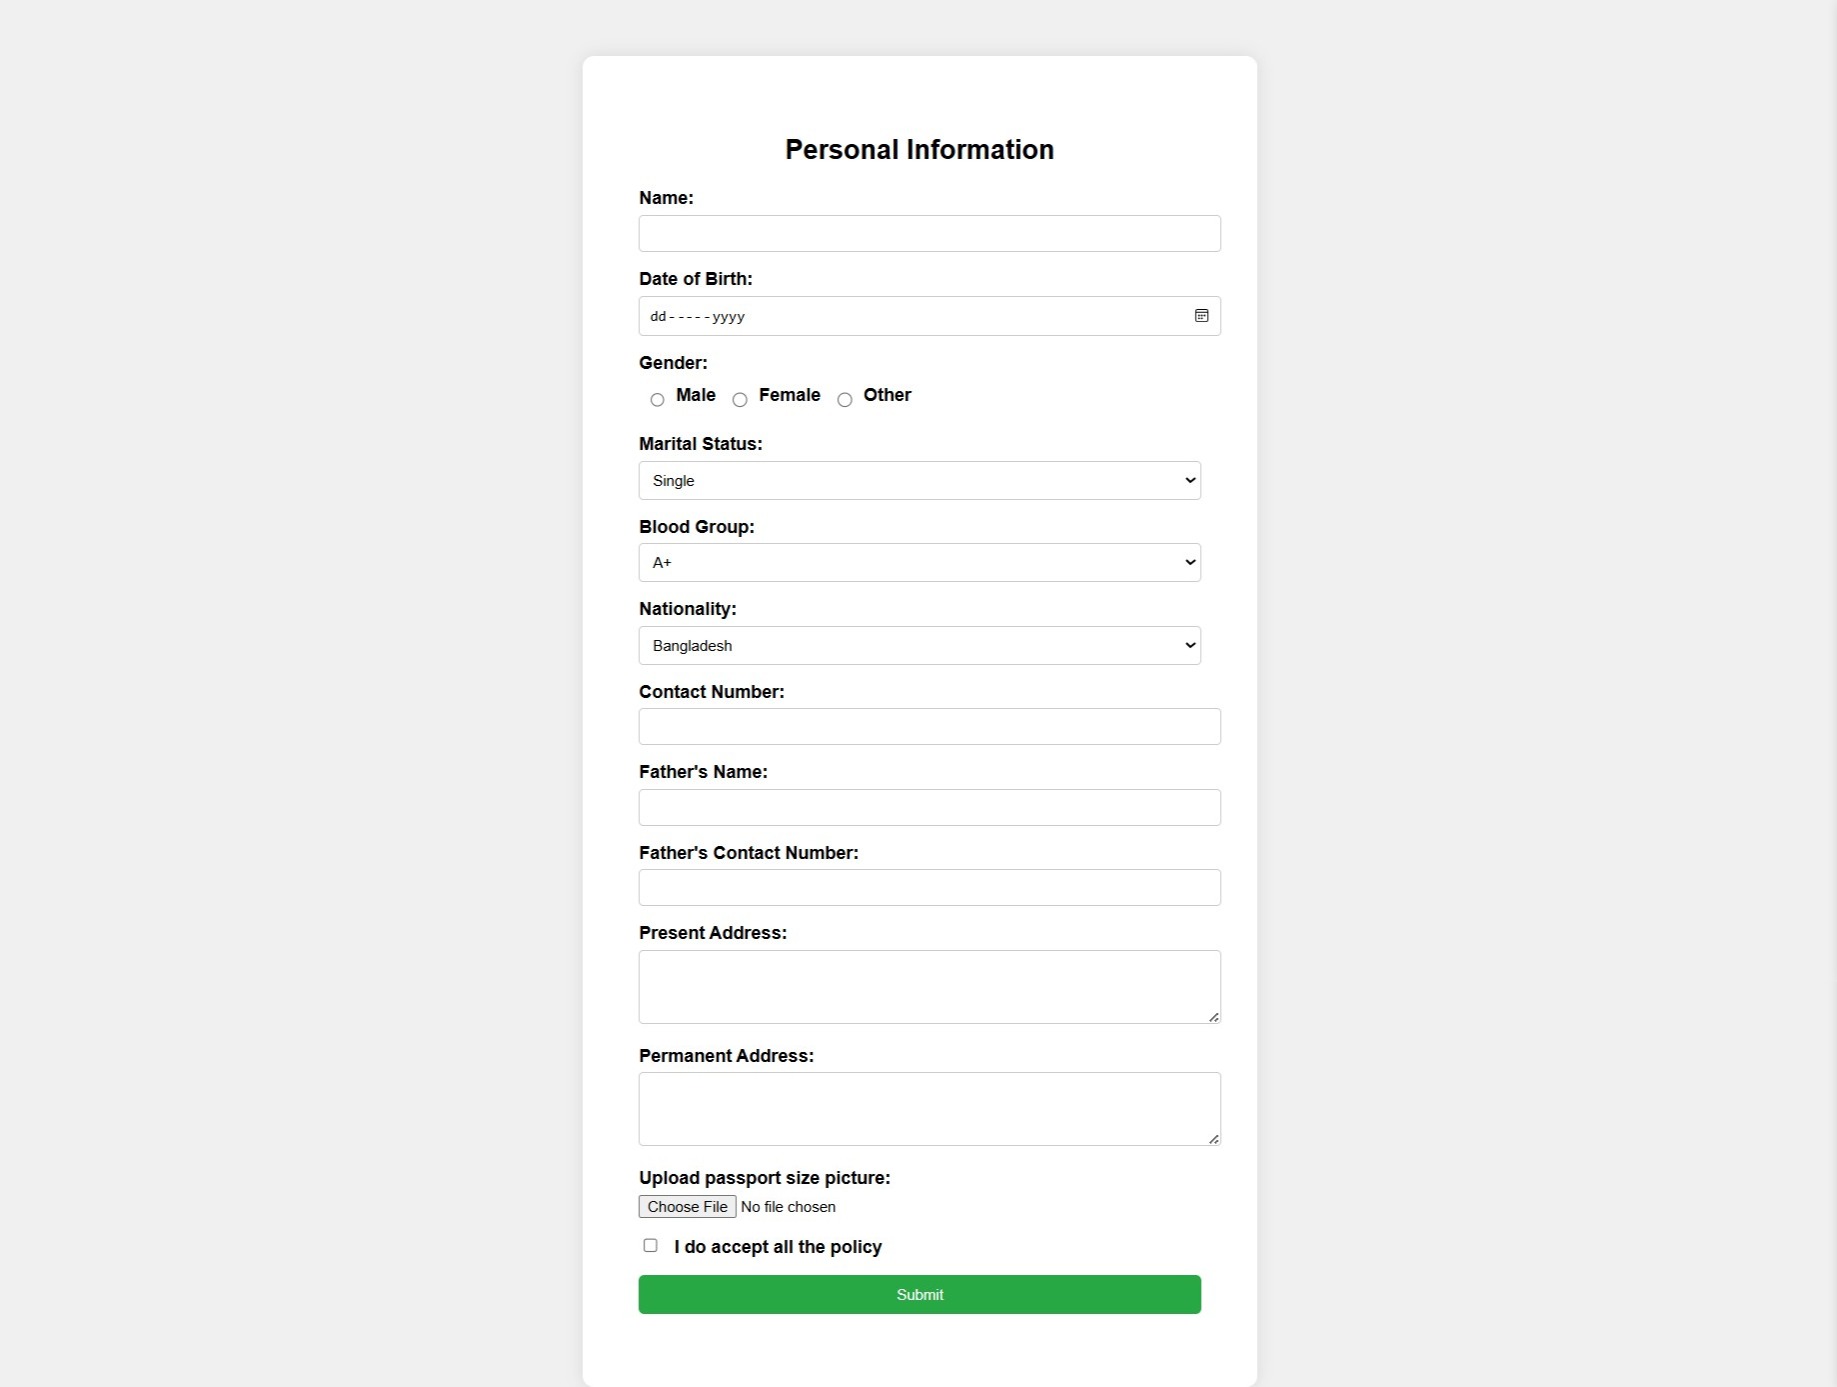 Personal Information
Name:
Date of Birth:
dd-----yyyy
Gender:
Male Female Other
Marital Status:
Single
Blood Group:
A+
Nationality:
Bangladesh
Contact Number:
Father's Name:
Father's Contact Number:
Present Address:
Permanent Address:
Upload passport size picture:
Choose File No file chosen
I do accept all the policy
Submit